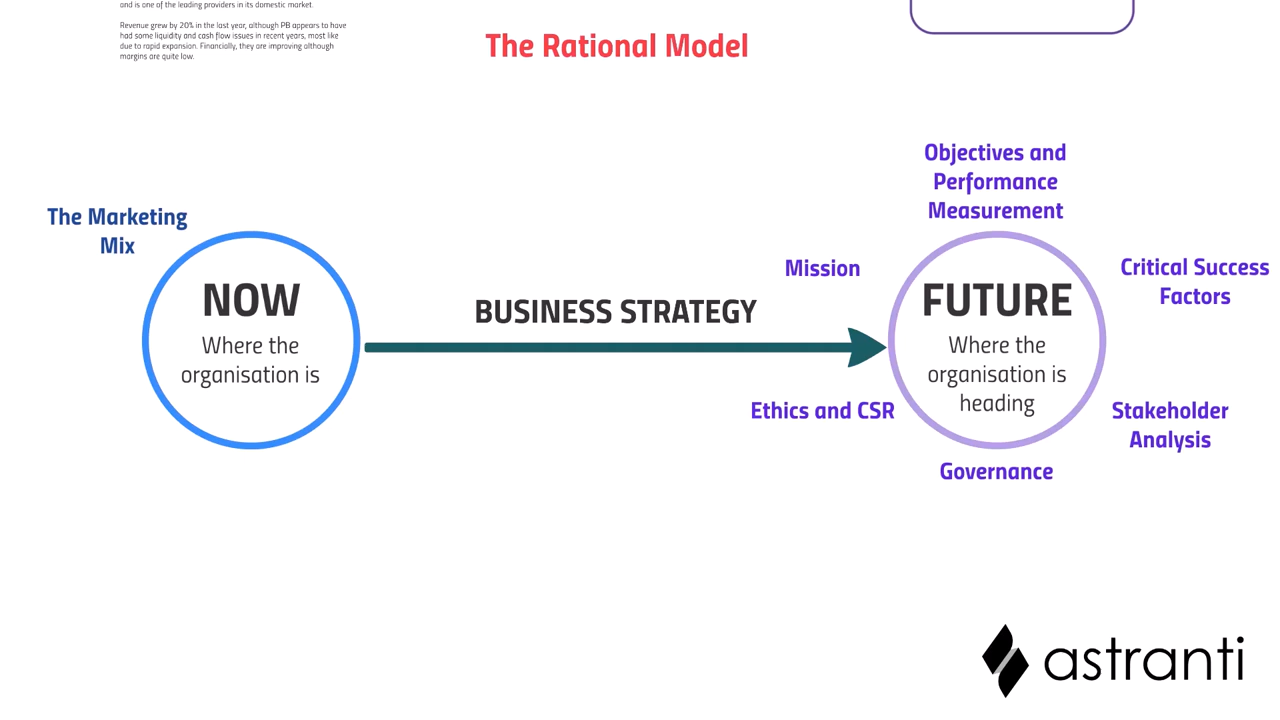 and is one of the leading providers in its domestic market.
Revenue grew by 20% in the last year, although PB appears to have
had some liquidity and cash flow issues in recent years, most like
due to rapid expansion. Financially, they are improving although
margins are quite low.
The Rational Model
Objectives and
Performance
Measurement
The Marketing
Mix
Mission
Critical Success
Factors
NOW
Where the
organisation is
BUSINESS STRATEGY
FUTURE
Where the
organisation is
heading
Ethics and CSR
Stakeholder
Analysis
Governance
astranti